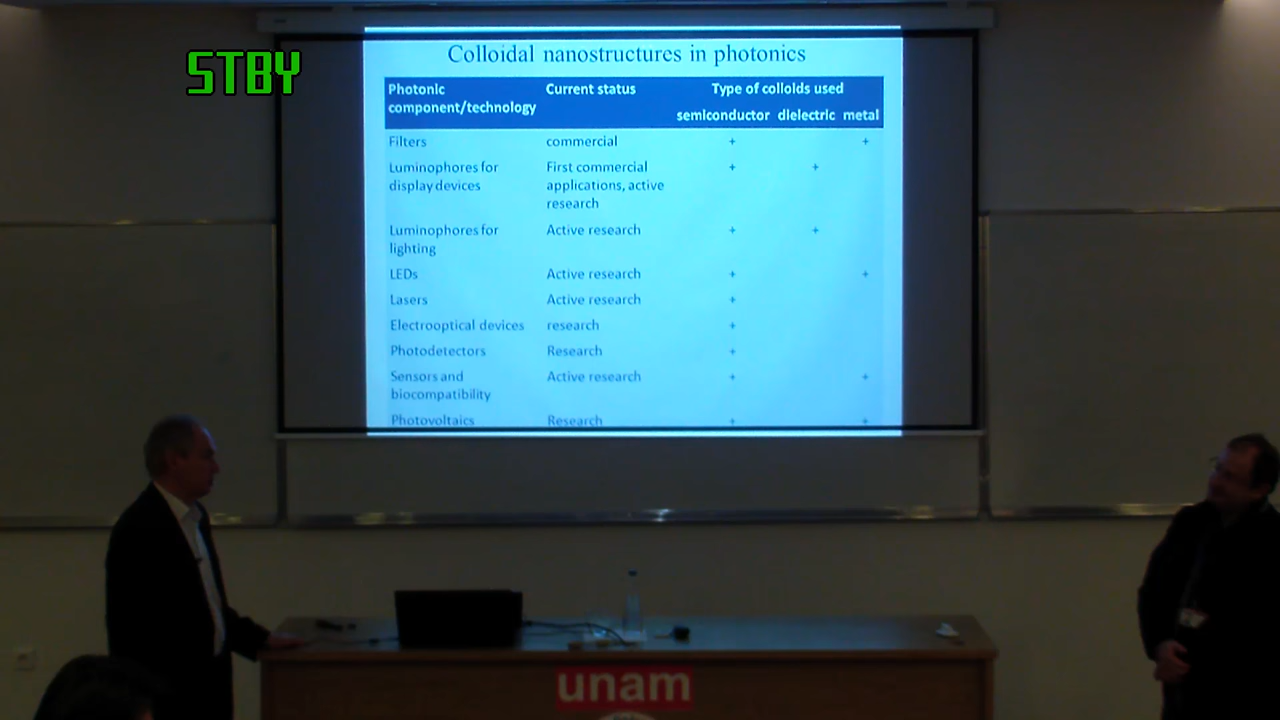 STBY
Colloidal nanostructures in photonics
Photonic component/technology Current status Type of colloids used
semiconductor dielectric metal
Filters commercial + +
Luminophores for display devices First commercial applications, active research + +
Luminophores for lighting Active research + +
LEDs Active research + +
Lasers Active research +
Electrooptical devices research +
Photodetectors Research +
Sensors and biocompatibility Active research + +
Photovoltaics Research + +
unam